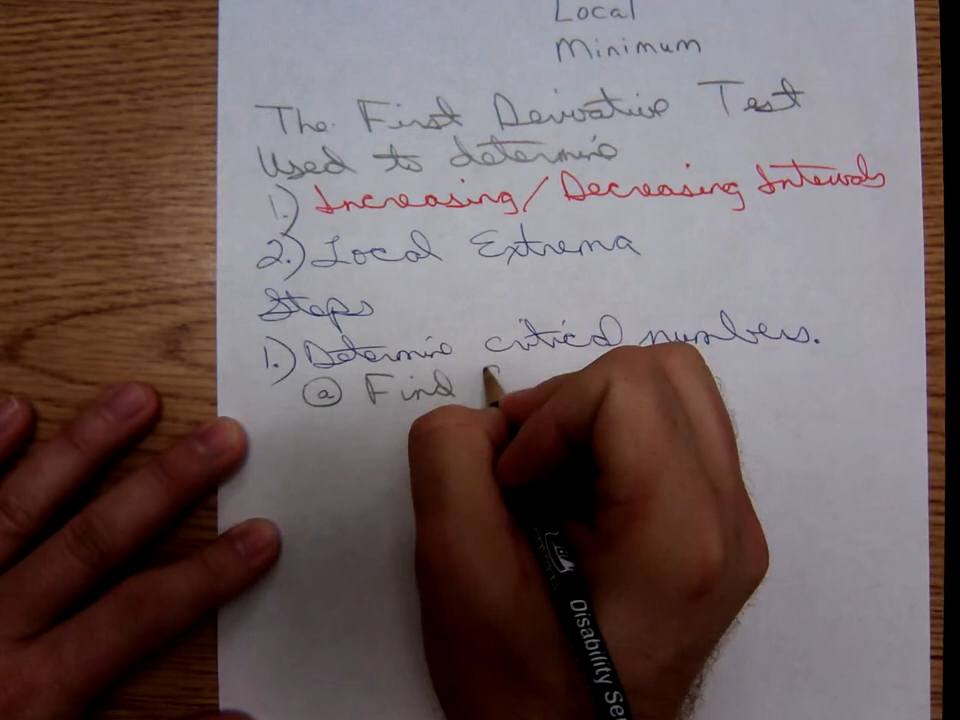 Local
Minimum
The First Derivative Test
Used to determine
1.) Increasing/Decreasing Intervals
2.) Local Extrema
Steps
1.) Determine critical numbers.
a Find
Disability Ser